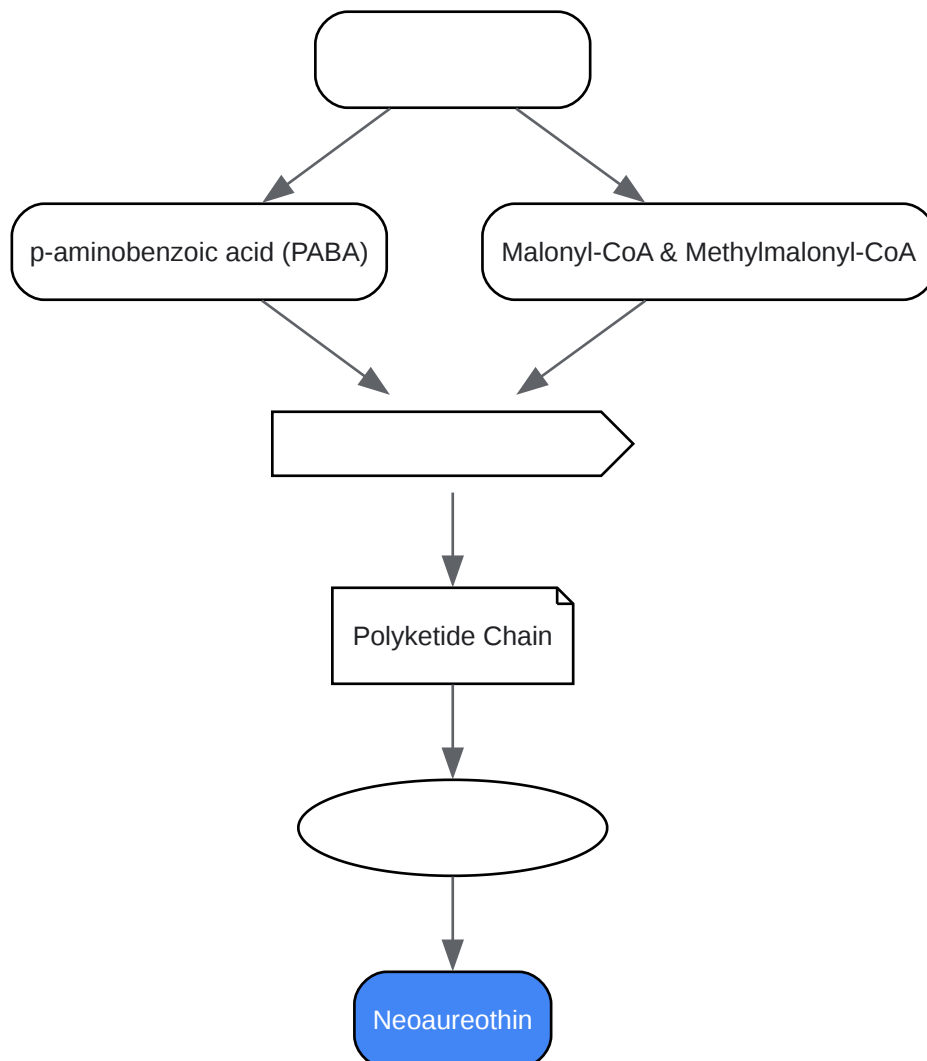 p-aminobenzoic acid (PABA)
Malonyl-CoA & Methylmalonyl-CoA
Polyketide Chain
Neoaureothin